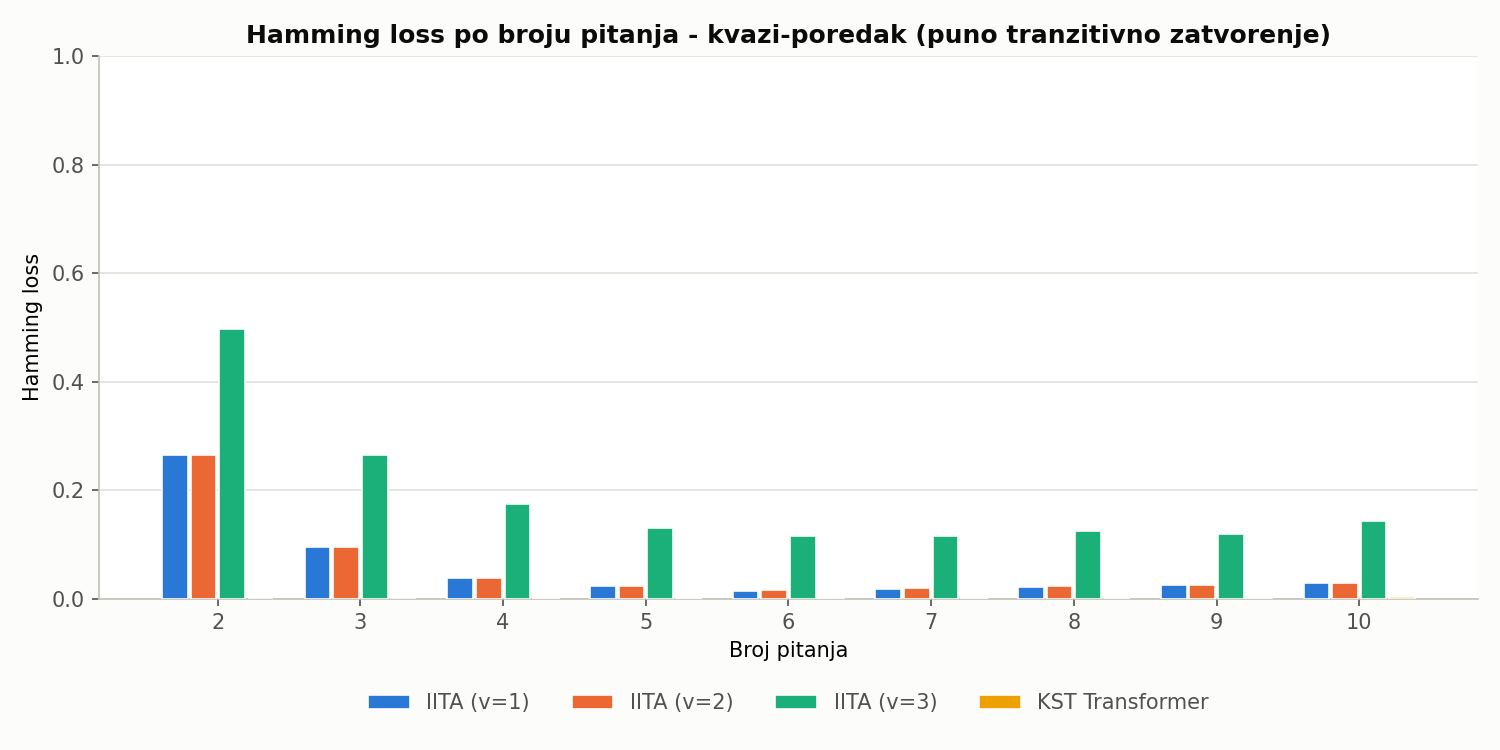 Hamming loss po broju pitanja - kvazi-poredak (puno tranzitivno zatvorenje)
1.0
0.8
0.6
0.4
0.2
0.0
Hamming loss
2 3 4 5 6 7 8 9 10
Broj pitanja
IITA (v=1) IITA (v=2) IITA (v=3) KST Transformer